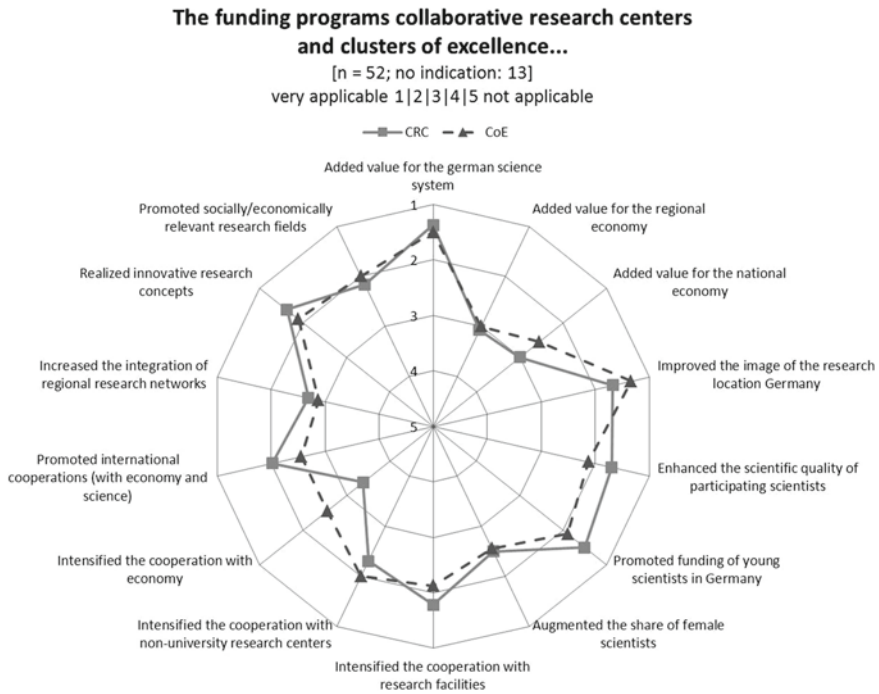 The funding programs collaborative research centers
and clusters of excellence...
[n = 52; no indication: 13]
very applicable 1|2|3|4|5 not applicable
CRC
CoE
Added value for the german science
system
Added value for the regional
economy
Added value for the national
economy
Improved the image of the research
location Germany
Enhanced the scientific quality of
participating scientists
Promoted funding of young
scientists in Germany
Augmented the share of female
scientists
Intensified the cooperation with
research facilities
Intensified the cooperation with
non-university research centers
Intensified the cooperation with
economy
Promoted international
cooperations (with economy and
science)
Increased the integration of
regional research networks
Realized innovative research
concepts
Promoted socially/economically
relevant research fields
1
2
3
4
5